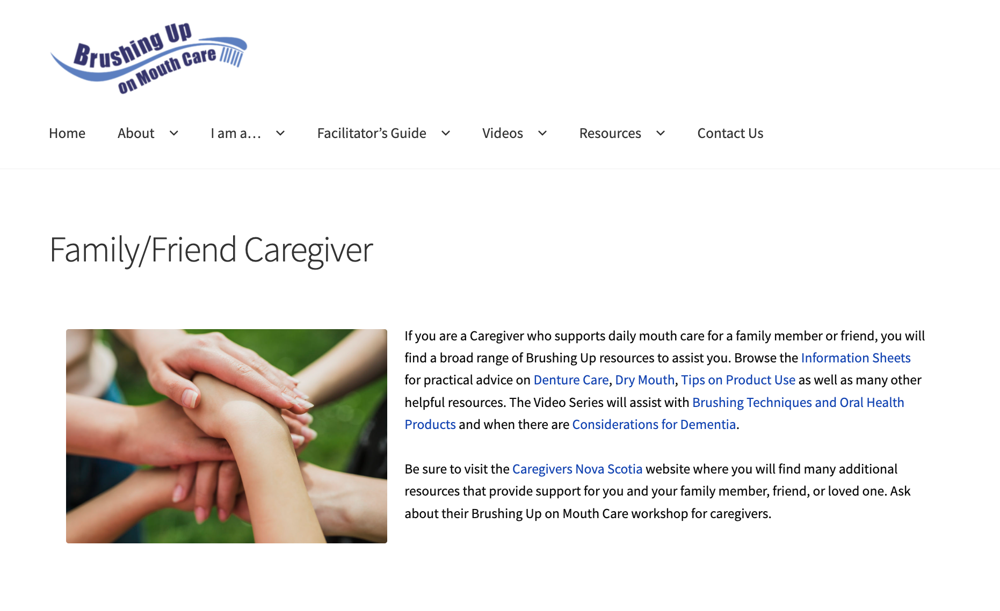 Brushing Up
on Mouth Care
Home About I am a… Facilitator’s Guide Videos Resources Contact Us
Family/Friend Caregiver
If you are a Caregiver who supports daily mouth care for a family member or friend, you will
find a broad range of Brushing Up resources to assist you. Browse the Information Sheets
for practical advice on Denture Care, Dry Mouth, Tips on Product Use as well as many other
helpful resources. The Video Series will assist with Brushing Techniques and Oral Health
Products and when there are Considerations for Dementia.
Be sure to visit the Caregivers Nova Scotia website where you will find many additional
resources that provide support for you and your family member, friend, or loved one. Ask
about their Brushing Up on Mouth Care workshop for caregivers.